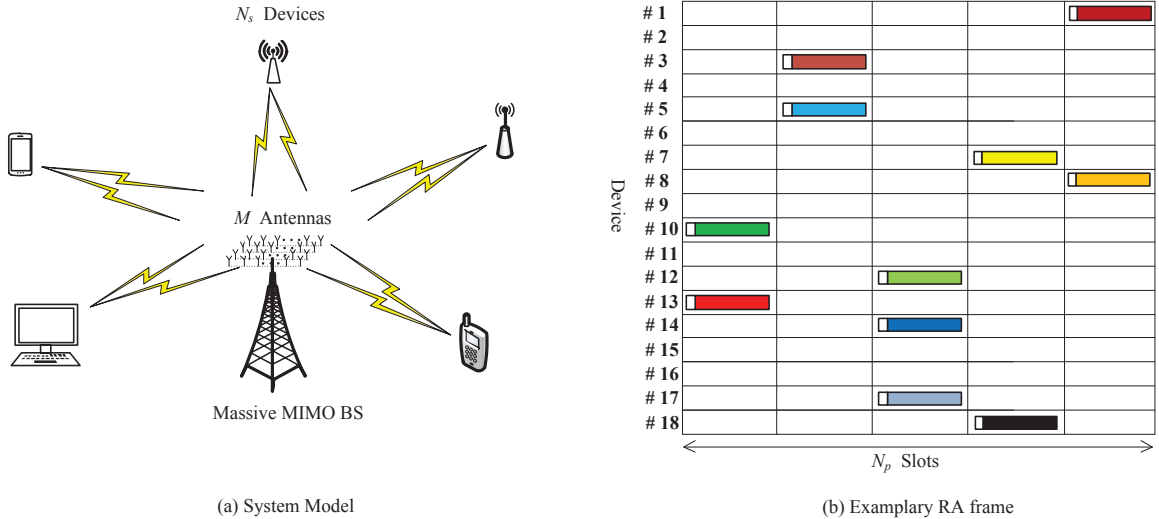 N_s Devices
M Antennas
Massive MIMO BS
(a) System Model
Device
# 1
# 2
# 3
# 4
# 5
# 6
# 7
# 8
# 9
# 10
# 11
# 12
# 13
# 14
# 15
# 16
# 17
# 18
N_p Slots
(b) Examplary RA frame